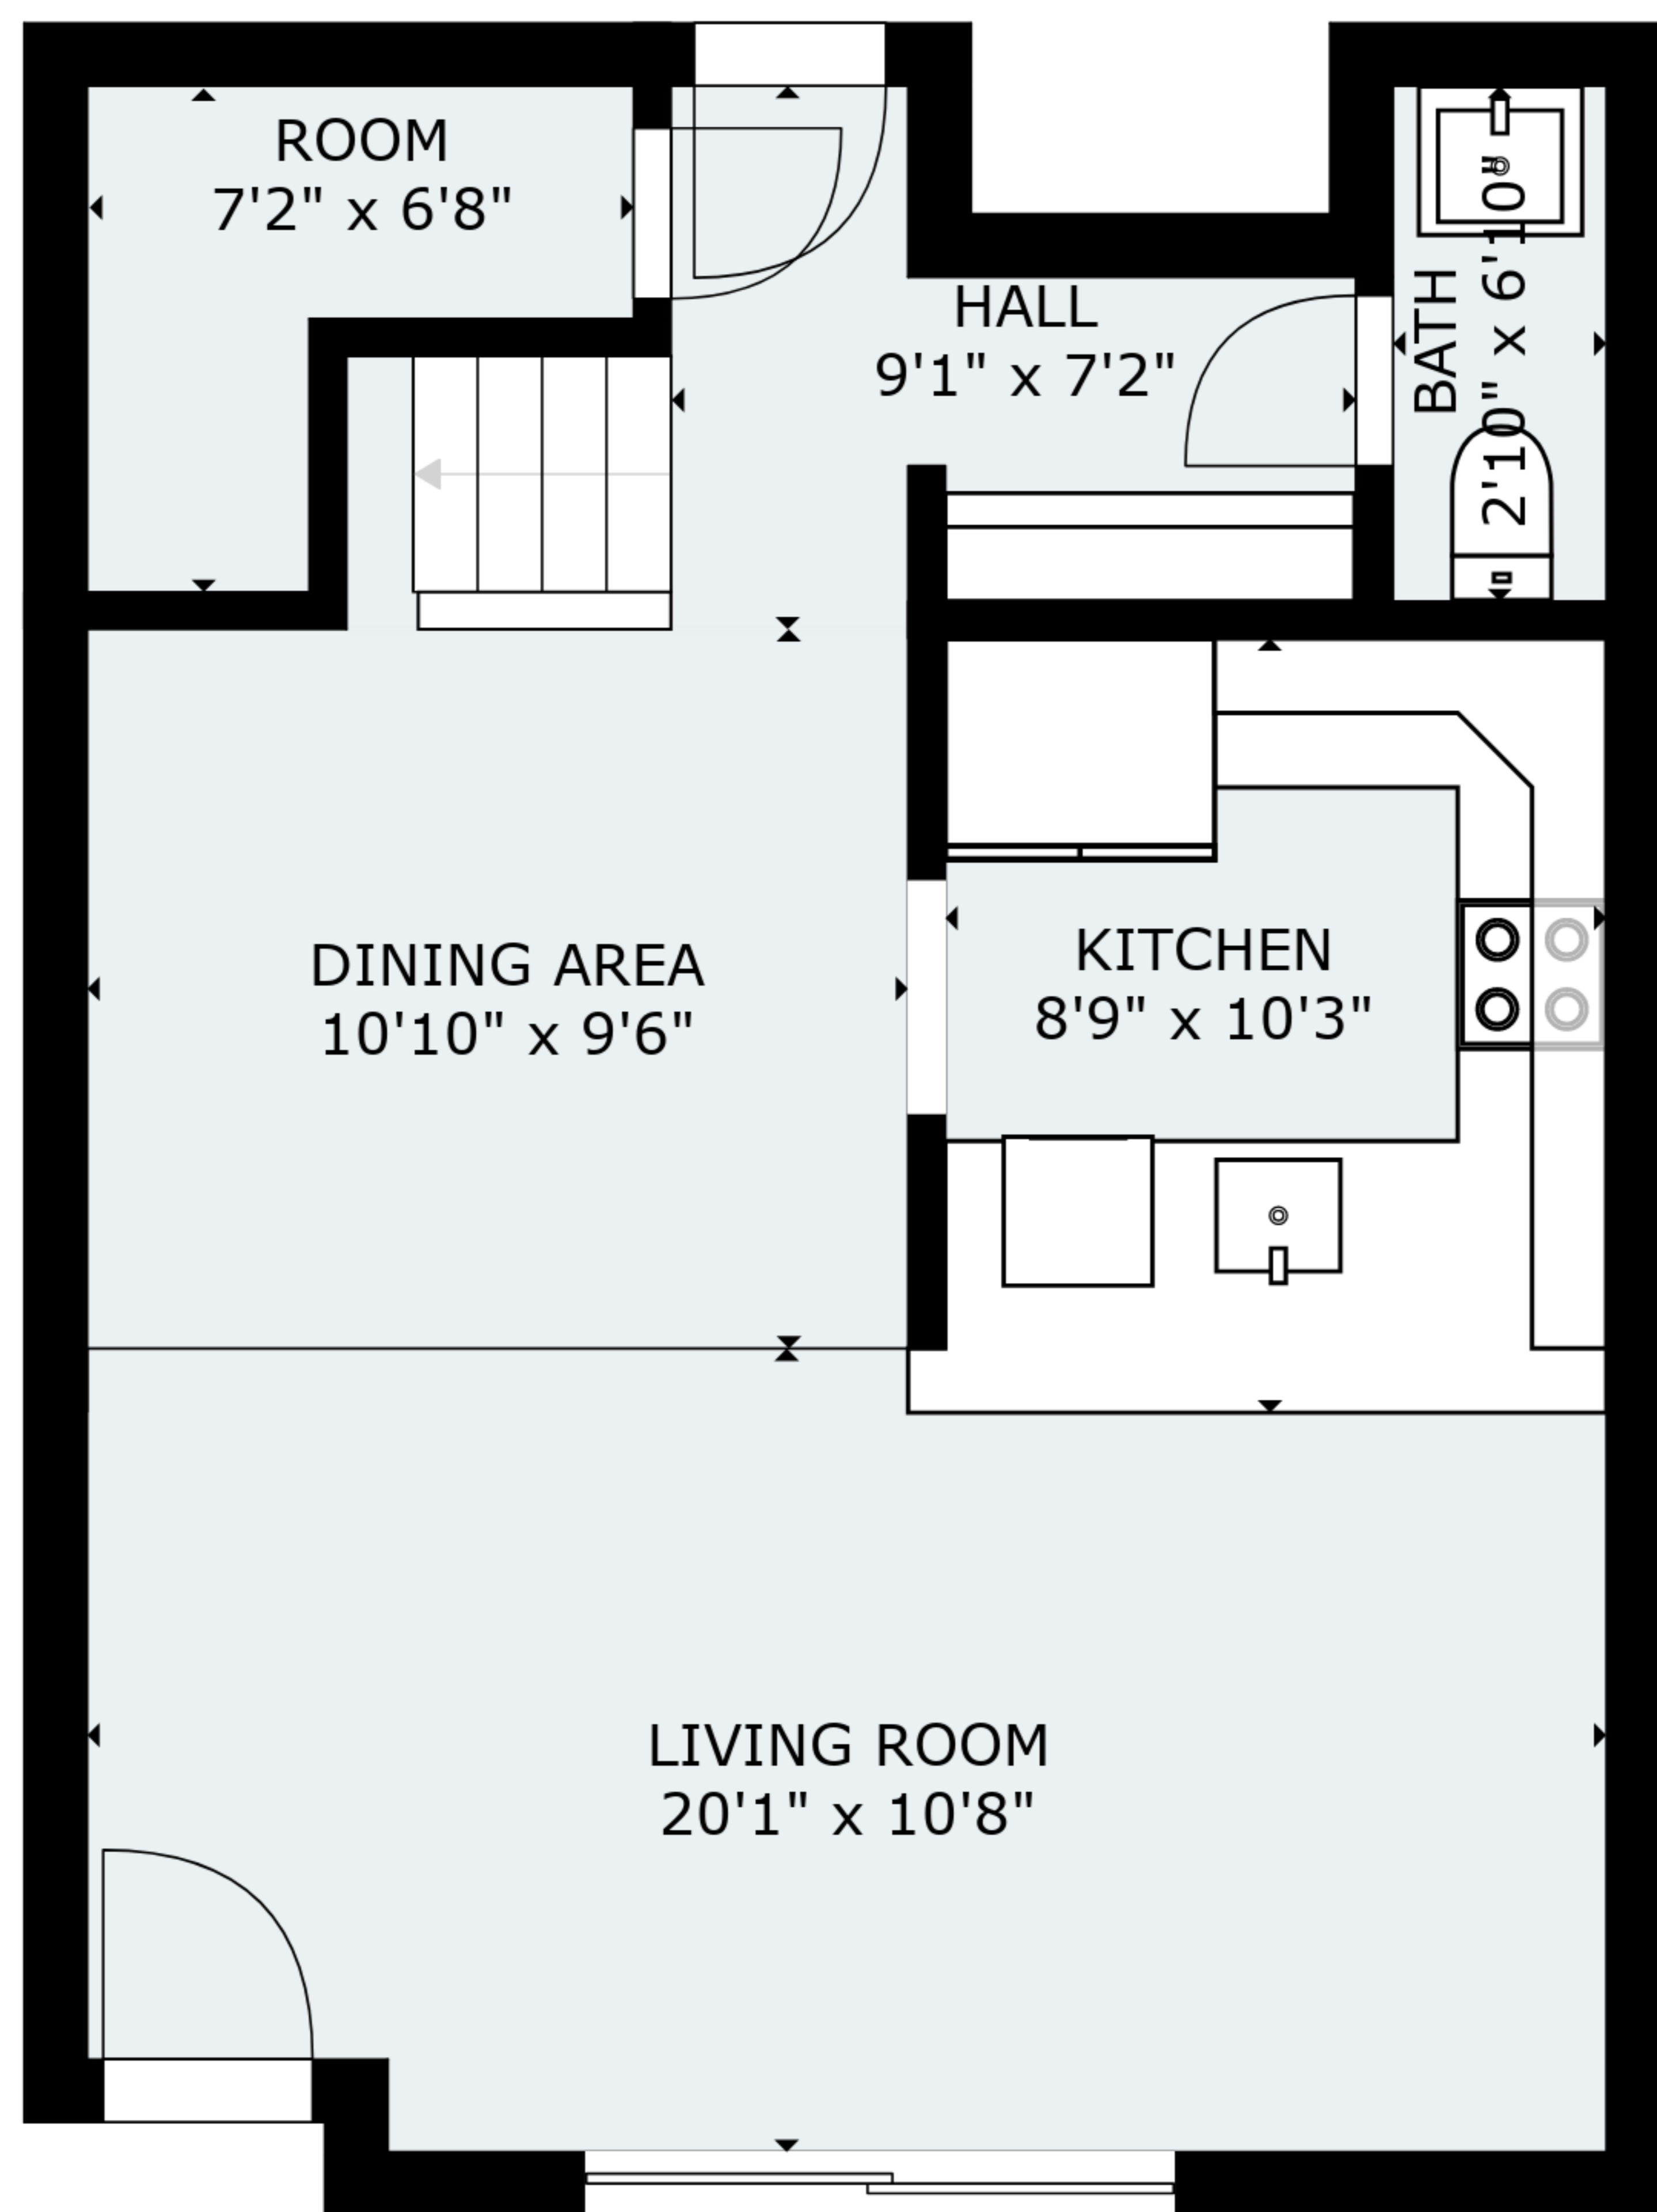 ROOM
7'2" x 6'8"
HALL
9'1" x 7'2"
BATH
2'10" x 6'10"
DINING AREA
10'10" x 9'6"
KITCHEN
8'9" x 10'3"
LIVING ROOM
20'1" x 10'8"